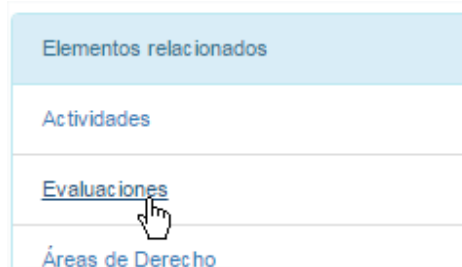 Elementos relacionados
Actividades
Evaluaciones
Áreas de Derecho